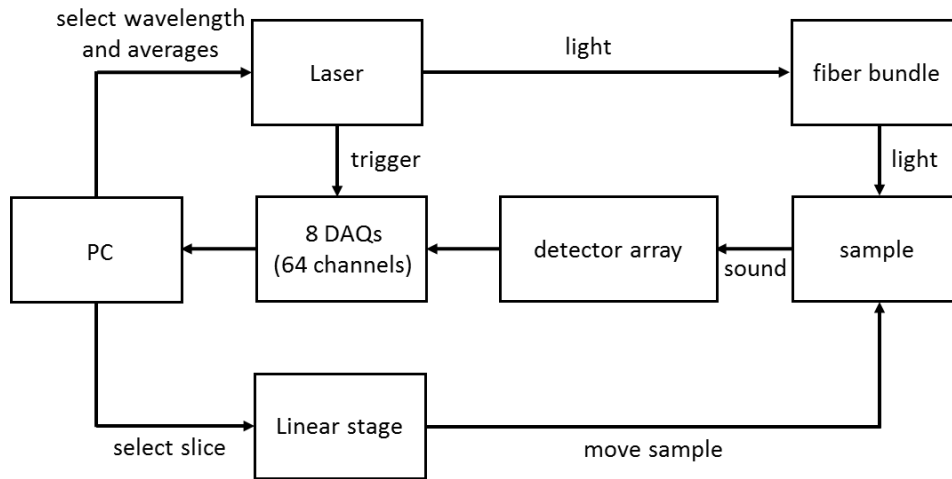 select wavelength
and averages
Laser
light
fiber bundle
trigger
light
PC
8 DAQs
(64 channels)
detector array
sound
sample
select slice
Linear stage
move sample